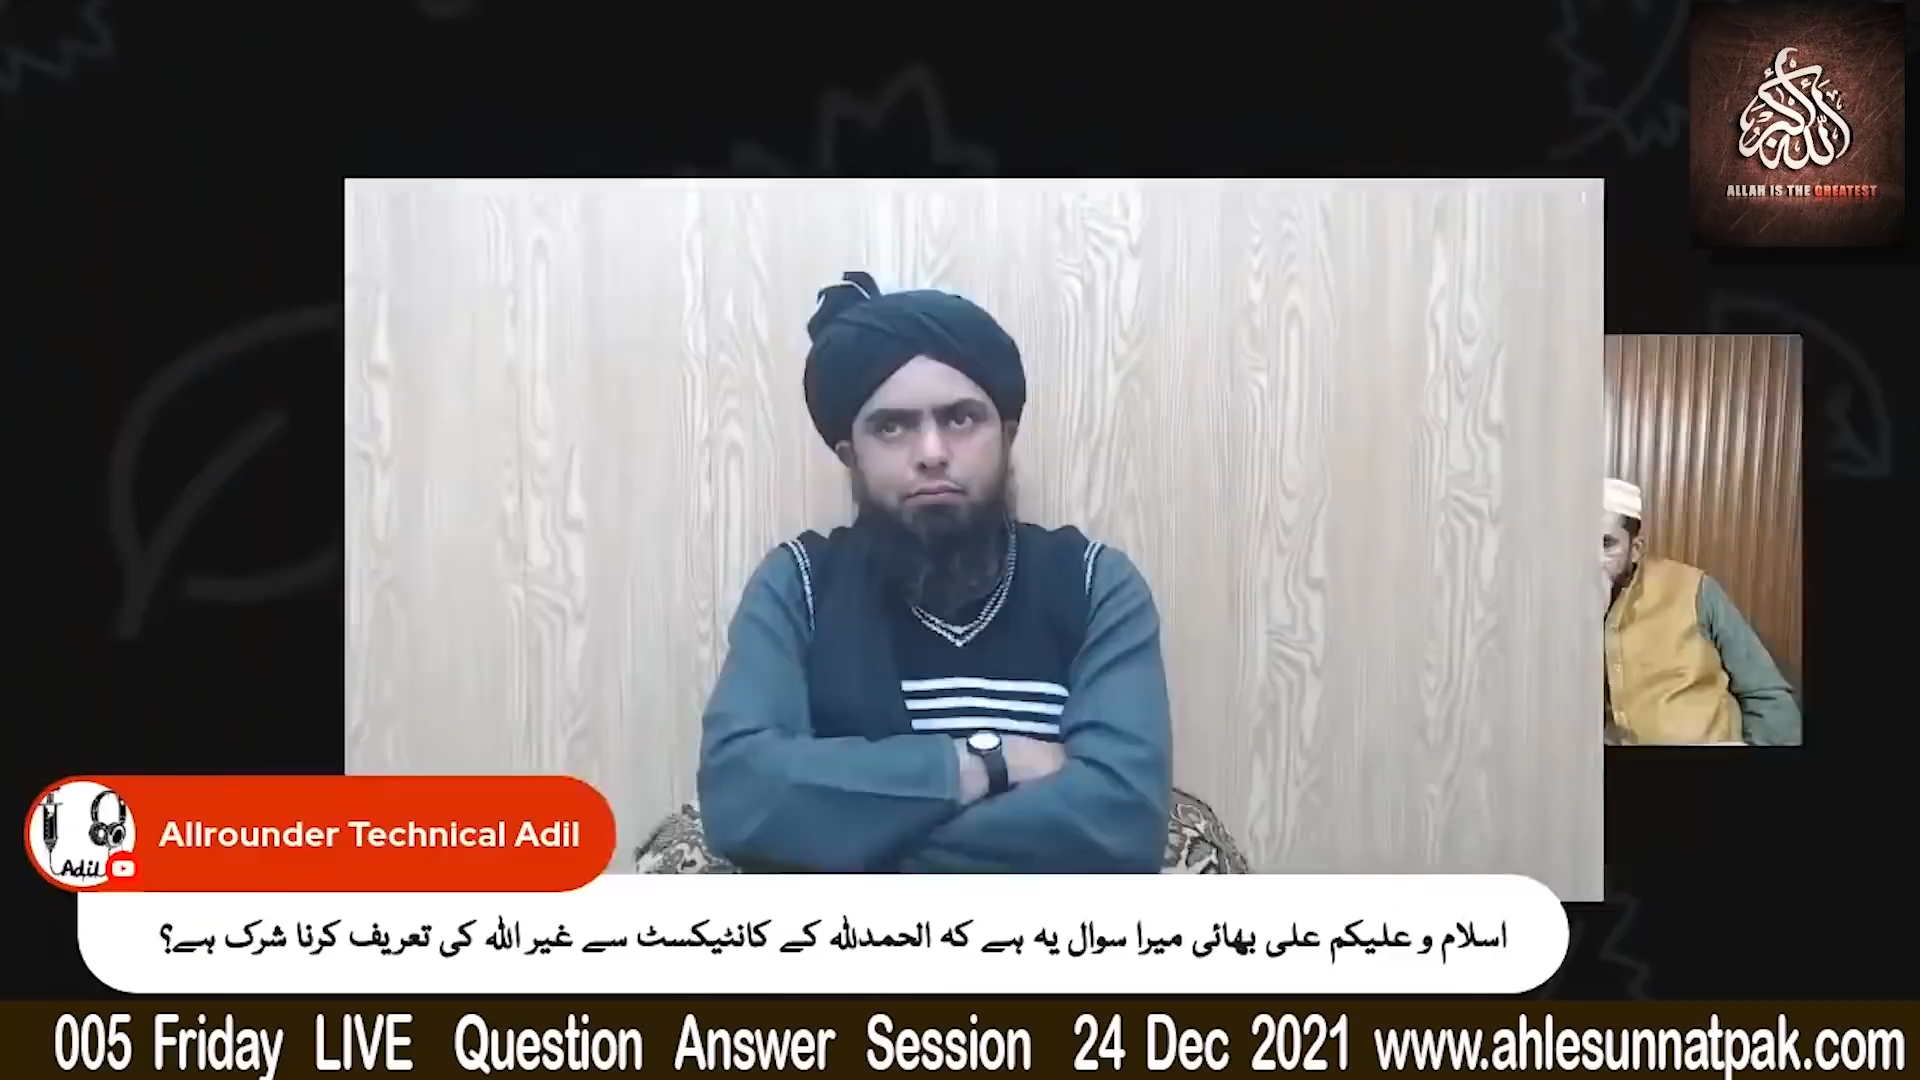 الله أكبر
ALLAH IS THE GREATEST
Allrounder Technical Adil
Adil
اسلام و علیکم علی بھائی میرا سوال یہ ہے کہ الحمدللہ کے کانٹیکسٹ سے غیر اللہ کی تعریف کرنا شرک ہے؟
005 Friday LIVE Question Answer Session 24 Dec 2021 www.ahlesunnatpak.com